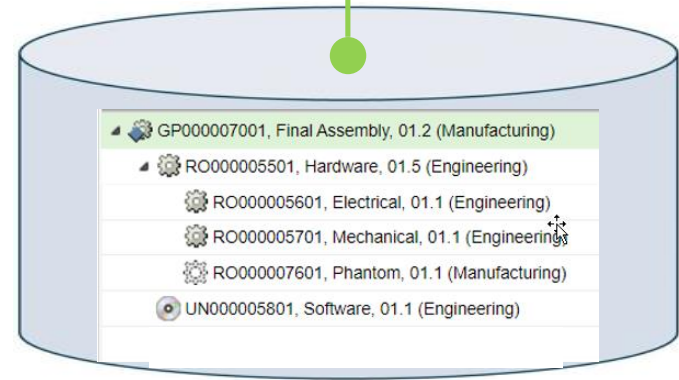 GP000007001, Final Assembly, 01.2 (Manufacturing)
RO000005501, Hardware, 01.5 (Engineering)
RO000005601, Electrical, 01.1 (Engineering)
RO000005701, Mechanical, 01.1 (Engineering)
RO000007601, Phantom, 01.1 (Manufacturing)
UN000005801, Software, 01.1 (Engineering)